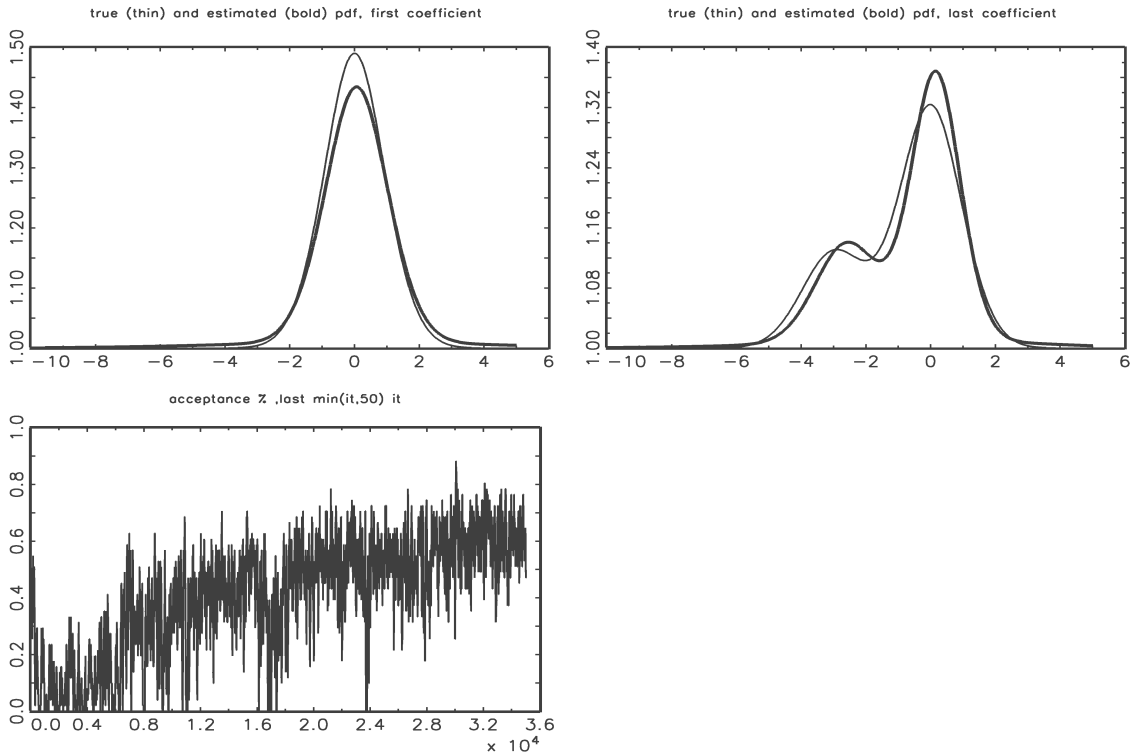 true (thin) and estimated (bold) pdf, first coefficient
1.50
1.40
1.30
1.20
1.10
1.00
−10 −8 −6 −4 −2 0 2 4 6
true (thin) and estimated (bold) pdf, last coefficient
1.40
1.32
1.24
1.16
1.08
1.00
−10 −8 −6 −4 −2 0 2 4 6
acceptance % ,last min(it,50) it
1.0
0.8
0.6
0.4
0.2
0.0
0.0 0.4 0.8 1.2 1.6 2.0 2.4 2.8 3.2 3.6
x 10⁴